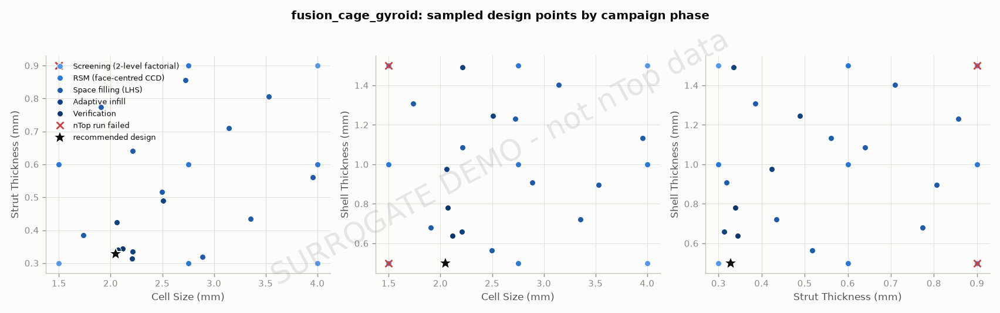 fusion_cage_gyroid: sampled design points by campaign phase
Strut Thickness (mm)
0.9
0.8
0.7
0.6
0.5
0.4
0.3
Screening (2-level factorial)
RSM (face-centred CCD)
Space filling (LHS)
Adaptive infill
Verification
nTop run failed
recommended design
1.5 2.0 2.5 3.0 3.5 4.0
Cell Size (mm)
Shell Thickness (mm)
1.4
1.2
1.0
0.8
0.6
1.5 2.0 2.5 3.0 3.5 4.0
Cell Size (mm)
Shell Thickness (mm)
1.4
1.2
1.0
0.8
0.6
0.3 0.4 0.5 0.6 0.7 0.8 0.9
Strut Thickness (mm)
SURROGATE DEMO - not nTop data